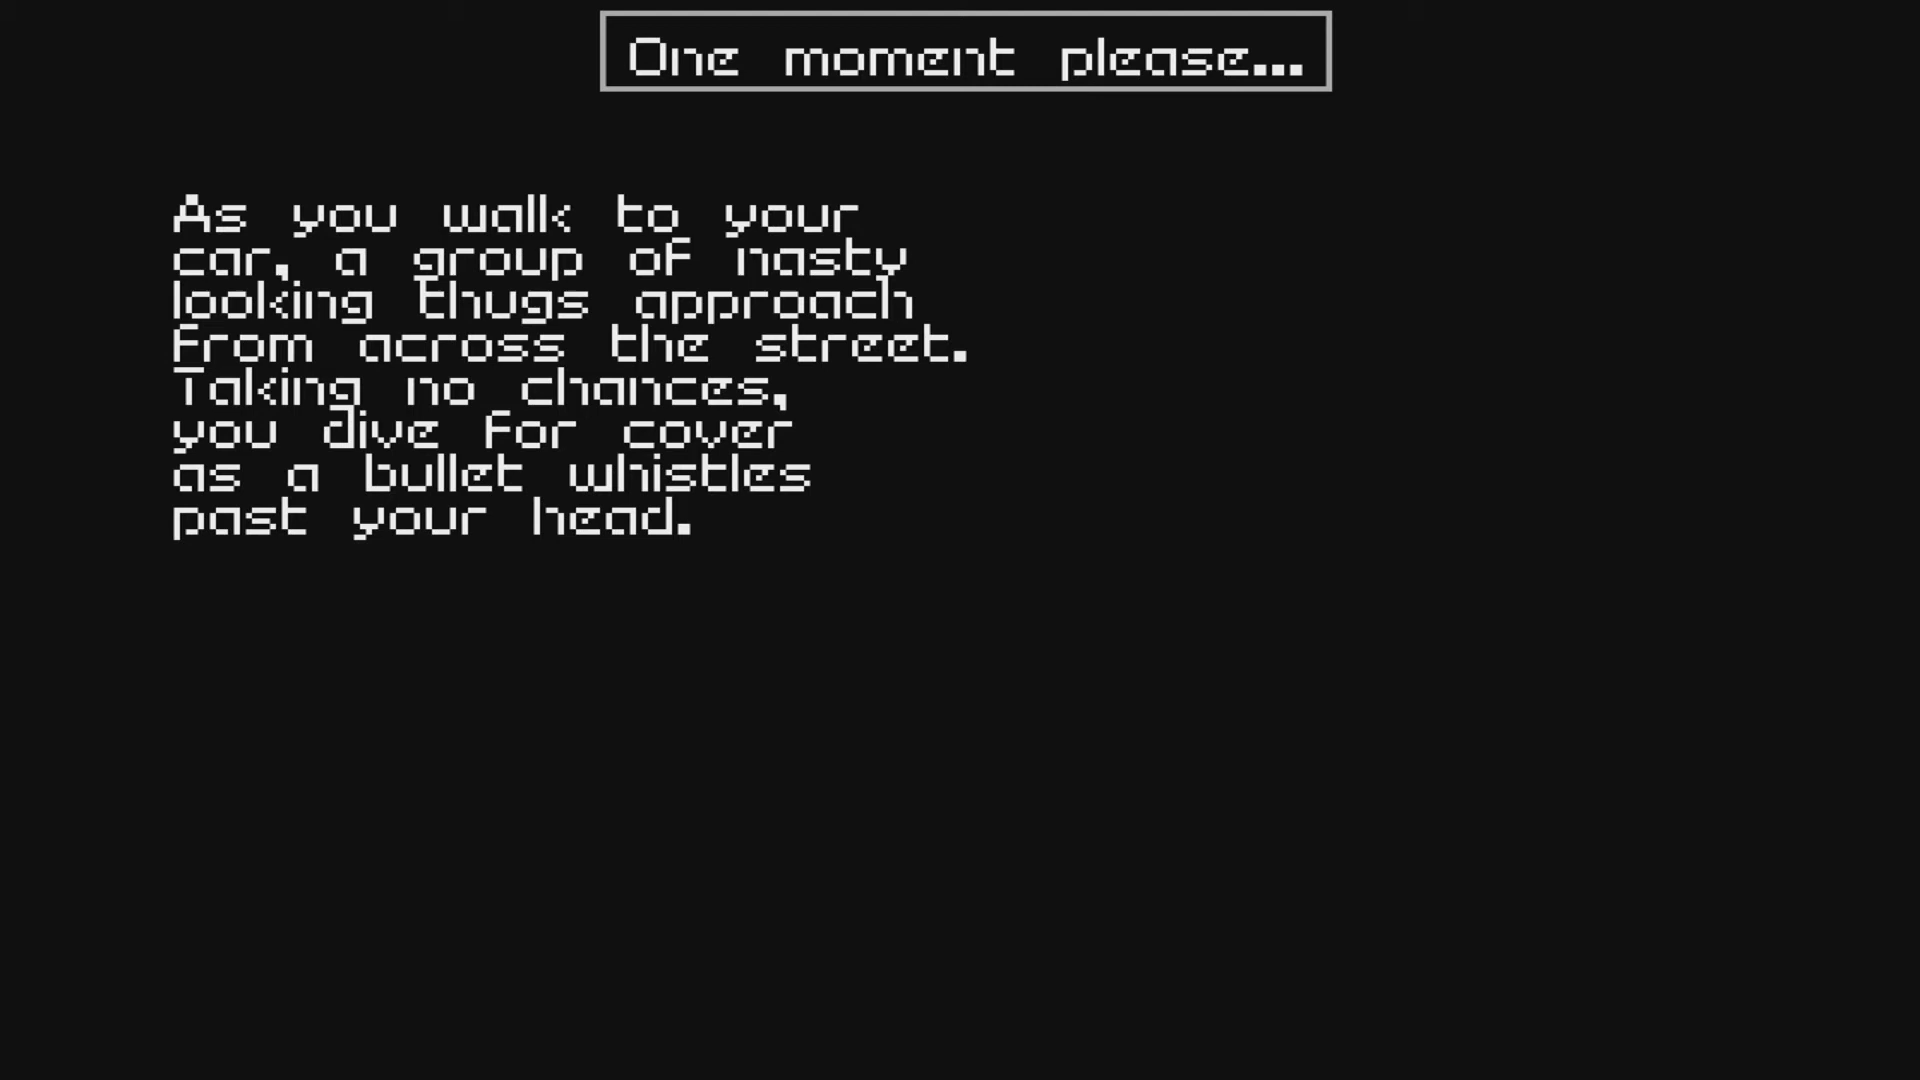 One moment please...
As you walk to your
car, a group of nasty
looking thugs approach
from across the street.
Taking no chances,
you dive for cover
as a bullet whistles
past your head.